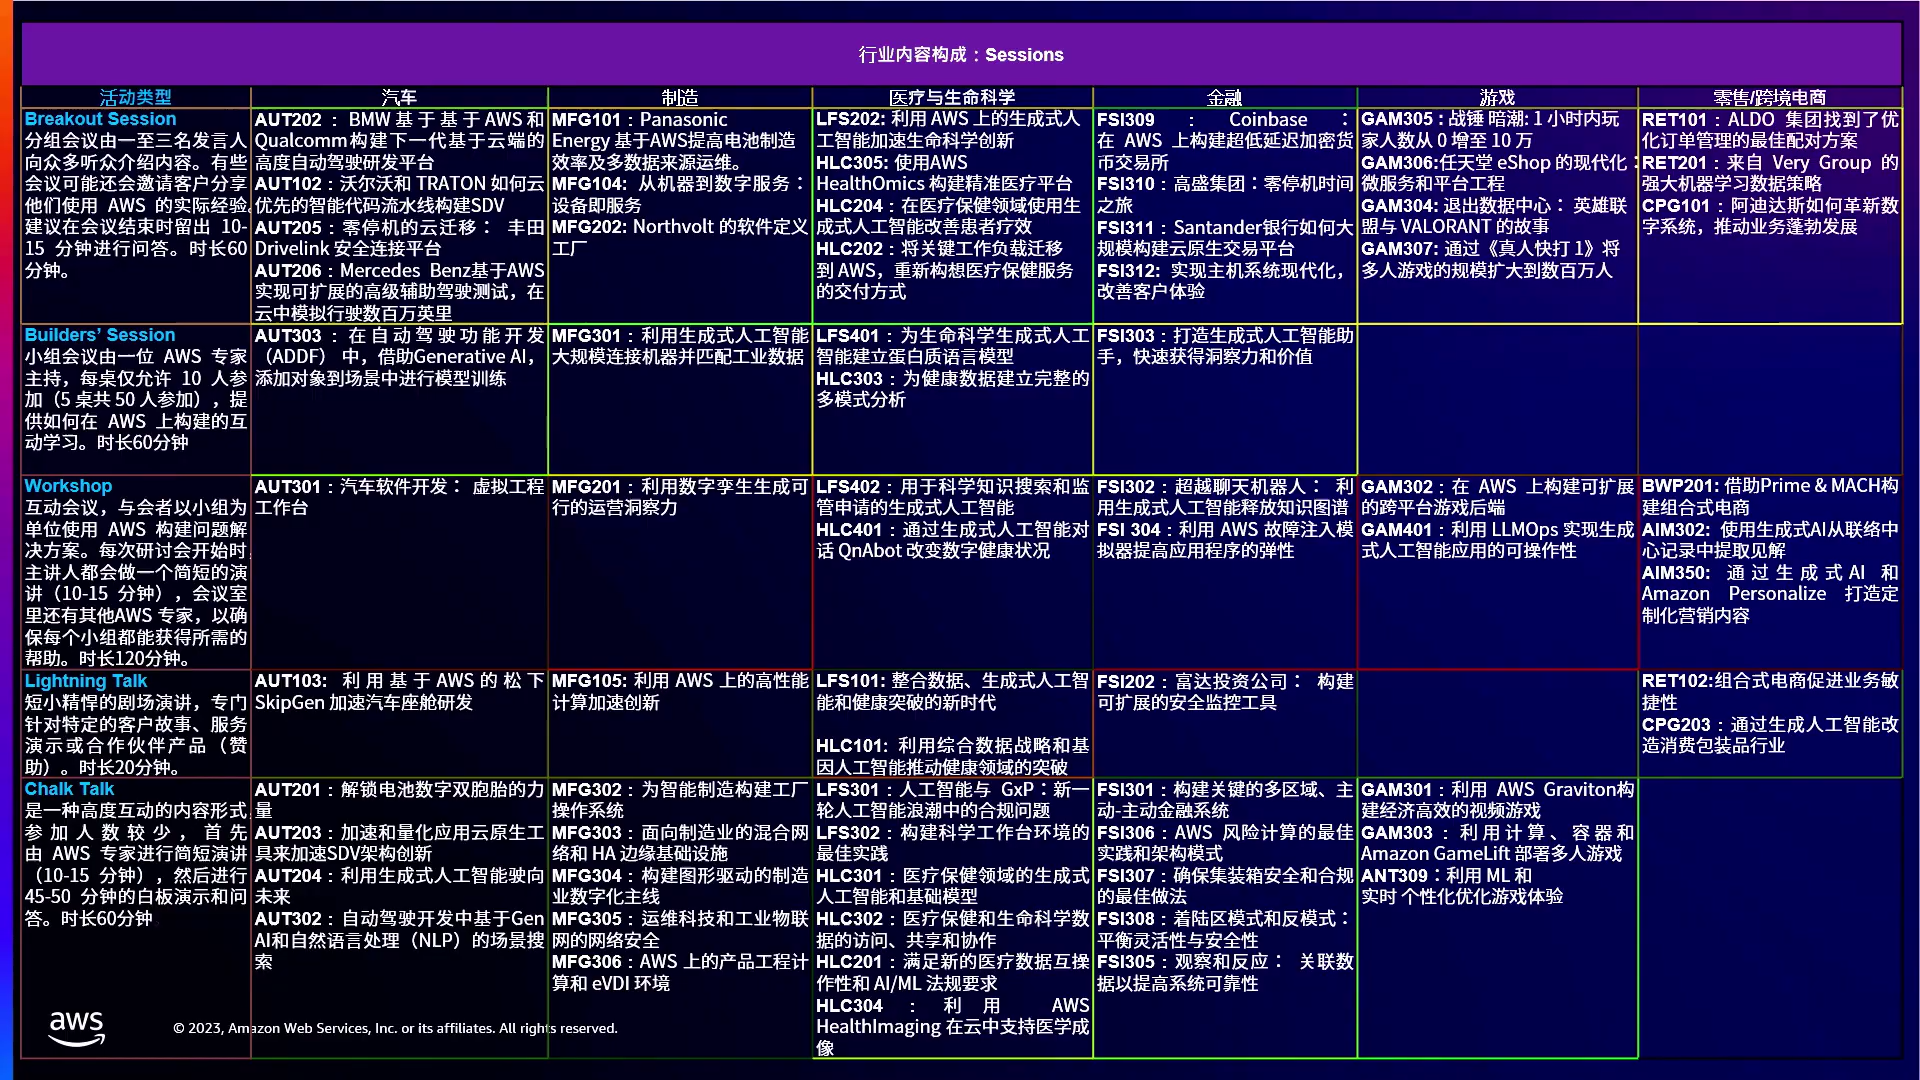 行业内容构成：Sessions
活动类型
汽车
制造
医疗与生命科学
金融
游戏
零售/跨境电商
Breakout Session
分组会议由一至三名发言人
向众多听众介绍内容。有些
会议可能还会邀请客户分享
他们使用 AWS 的实际经验。
建议在会议结束时留出 10-
15 分钟进行问答。时长60
分钟。
AUT202：BMW 基于基于AWS和
Qualcomm构建下一代基于云端的
高度自动驾驶研发平台
AUT102：沃尔沃和 TRATON 如何云
优先的智能代码流水线构建SDV
AUT205：零停机的云迁移： 丰田
Drivelink 安全连接平台
AUT206：Mercedes Benz基于AWS
实现可扩展的高级辅助驾驶测试，在
云中模拟行驶数百万英里
MFG101：Panasonic
Energy 基于AWS提高电池制造
效率及多数据来源运维。
MFG104: 从机器到数字服务：
设备即服务
MFG202: Northvolt 的软件定义
工厂
LFS202: 利用 AWS 上的生成式人
工智能加速生命科学创新
HLC305: 使用AWS
HealthOmics 构建精准医疗平台
HLC204：在医疗保健领域使用生
成式人工智能改善患者疗效
HLC202：将关键工作负载迁移
到 AWS，重新构想医疗保健服务
的交付方式
FSI309 ： Coinbase ：
在 AWS 上构建超低延迟加密货
币交易所
FSI310：高盛集团：零停机时间
之旅
FSI311：Santander银行如何大
规模构建云原生交易平台
FSI312: 实现主机系统现代化，
改善客户体验
GAM305：战锤 暗潮: 1 小时内玩
家人数从 0 增至 10 万
GAM306:任天堂 eShop 的现代化：
微服务和平台工程
GAM304: 退出数据中心： 英雄联
盟与 VALORANT 的故事
GAM307: 通过《真人快打 1》将
多人游戏的规模扩大到数百万人
RET101：ALDO 集团找到了优
化订单管理的最佳配对方案
RET201：来自 Very Group 的
强大机器学习数据策略
CPG101：阿迪达斯如何革新数
字系统，推动业务蓬勃发展
Builders’ Session
小组会议由一位 AWS 专家
主持，每桌仅允许 10 人参
加（5 桌共 50 人参加），提
供如何在 AWS 上构建的互
动学习。时长60分钟
AUT303：在自动驾驶功能开发
（ADDF） 中，借助Generative AI，
添加对象到场景中进行模型训练
MFG301：利用生成式人工智能
大规模连接机器并匹配工业数据
LFS401：为生命科学生成式人工
智能建立蛋白质语言模型
HLC303：为健康数据建立完整的
多模式分析
FSI303：打造生成式人工智能助
手，快速获得洞察力和价值
Workshop
互动会议，与会者以小组为
单位使用 AWS 构建问题解
决方案。每次研讨会开始时，
主讲人都会做一个简短的演
讲（10-15 分钟），会议室
里还有其他AWS 专家，以确
保每个小组都能获得所需的
帮助。时长120分钟。
AUT301：汽车软件开发： 虚拟工程
工作台
MFG201：利用数字孪生生成可
行的运营洞察力
LFS402：用于科学知识搜索和监
管申请的生成式人工智能
HLC401：通过生成式人工智能对
话 QnAbot 改变数字健康状况
FSI302：超越聊天机器人： 利
用生成式人工智能释放知识图谱
FSI 304：利用 AWS 故障注入模
拟器提高应用程序的弹性
GAM302：在 AWS 上构建可扩展
的跨平台游戏后端
GAM401：利用 LLMOps 实现生成
式人工智能应用的可操作性
BWP201: 借助Prime & MACH构
建组合式电商
AIM302: 使用生成式AI从联络中
心记录中提取见解
AIM350: 通过生成式AI 和
Amazon Personalize 打造定
制化营销内容
Lightning Talk
短小精悍的剧场演讲，专门
针对特定的客户故事、服务
演示或合作伙伴产品（赞
助）。时长20分钟。
AUT103: 利用基于AWS的松下
SkipGen 加速汽车座舱研发
MFG105: 利用 AWS 上的高性能
计算加速创新
LFS101: 整合数据、生成式人工智
能和健康突破的新时代
HLC101: 利用综合数据战略和基
因人工智能推动健康领域的突破
FSI202：富达投资公司： 构建
可扩展的安全监控工具
RET102:组合式电商促进业务敏
捷性
CPG203：通过生成人工智能改
造消费包装品行业
Chalk Talk
是一种高度互动的内容形式，
参加人数较少，首先
由 AWS 专家进行简短演讲
（10-15 分钟），然后进行
45-50 分钟的白板演示和问
答。时长60分钟。
AUT201：解锁电池数字双胞胎的力
量
AUT203：加速和量化应用云原生工
具来加速SDV架构创新
AUT204：利用生成式人工智能驶向
未来
AUT302：自动驾驶开发中基于Gen
AI和自然语言处理（NLP）的场景搜
索
MFG302：为智能制造构建工厂
操作系统
MFG303：面向制造业的混合网
络和 HA 边缘基础设施
MFG304：构建图形驱动的制造
业数字化主线
MFG305：运维科技和工业物联
网的网络安全
MFG306：AWS 上的产品工程计
算和 eVDI 环境
LFS301：人工智能与 GxP：新一
轮人工智能浪潮中的合规问题
LFS302：构建科学工作台环境的
最佳实践
HLC301：医疗保健领域的生成式
人工智能和基础模型
HLC302：医疗保健和生命科学数
据的访问、共享和协作
HLC201：满足新的医疗数据互操
作性和 AI/ML 法规要求
HLC304 ： 利用 AWS
HealthImaging 在云中支持医学成
像
FSI301：构建关键的多区域、主
动-主动金融系统
FSI306：AWS 风险计算的最佳
实践和架构模式
FSI307：确保集装箱安全和合规
的最佳做法
FSI308：着陆区模式和反模式：
平衡灵活性与安全性
FSI305：观察和反应： 关联数
据以提高系统可靠性
GAM301：利用 AWS Graviton构
建经济高效的视频游戏
GAM303：利用计算、容器和
Amazon GameLift 部署多人游戏
ANT309：利用 ML 和
实时 个性化优化游戏体验
aws
© 2023, Amazon Web Services, Inc. or its affiliates. All rights reserved.